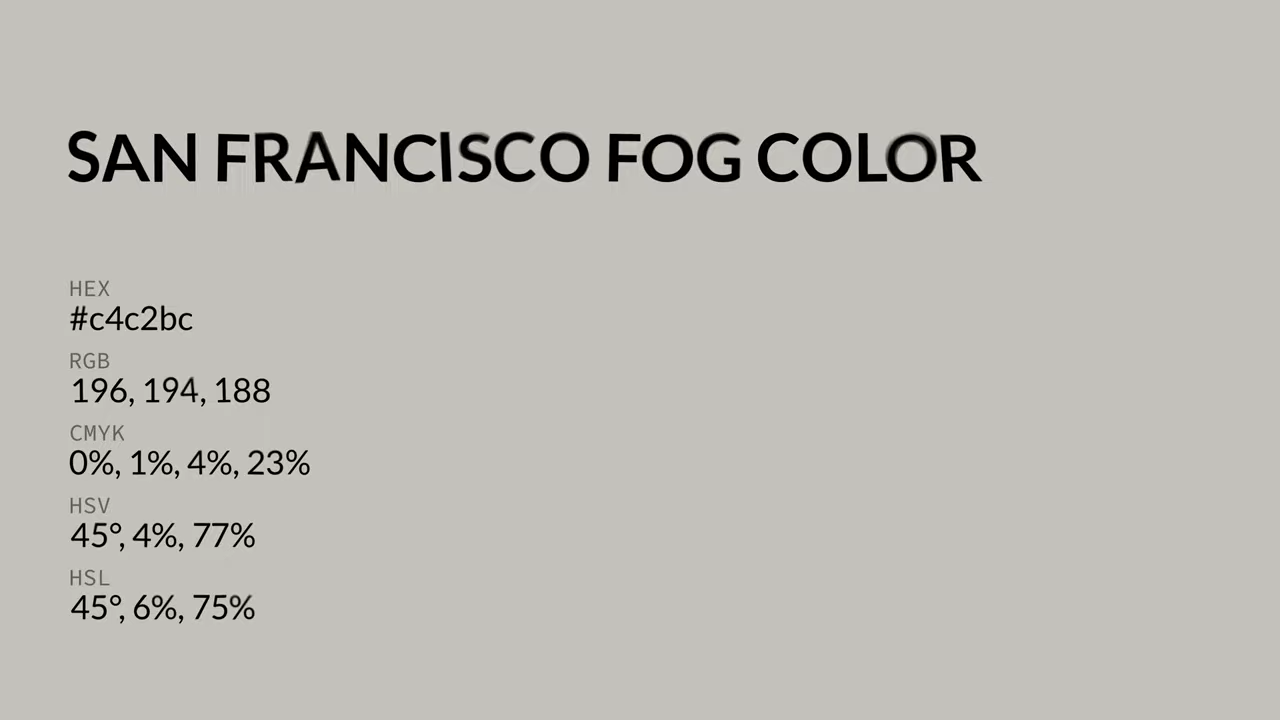 SAN FRANCISCO FOG COLOR
HEX
#c4c2bc
RGB
196, 194, 188
CMYK
0%, 1%, 4%, 23%
HSV
45°, 4%, 77%
HSL
45°, 6%, 75%